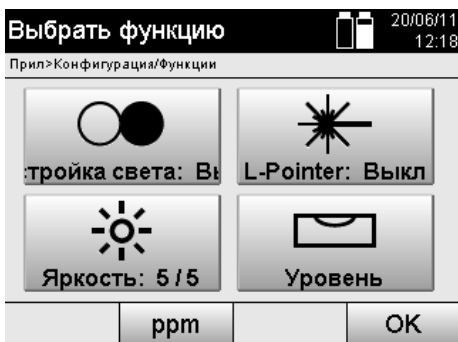 Выбрать функцию
20/06/11
12:18
Прил>Конфигурация/Функции
:тройка света: Вы
L-Pointer: Выкл
Яркость: 5/5
Уровень
ppm
OK